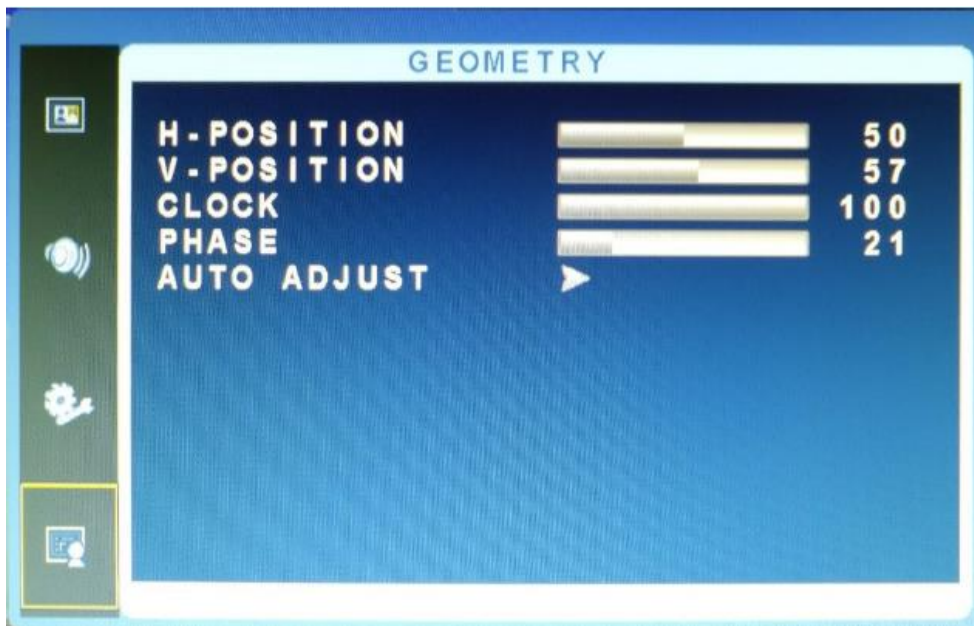 GEOMETRY
H-POSITION 50
V-POSITION 57
CLOCK 100
PHASE 21
AUTO ADJUST